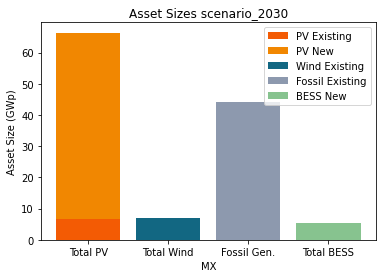 Asset Sizes scenario_2030
PV Existing
PV New
Wind Existing
Fossil Existing
BESS New
Asset Size (GWp)
60
50
40
30
20
10
0
Total PV
Total Wind
Fossil Gen.
Total BESS
MX